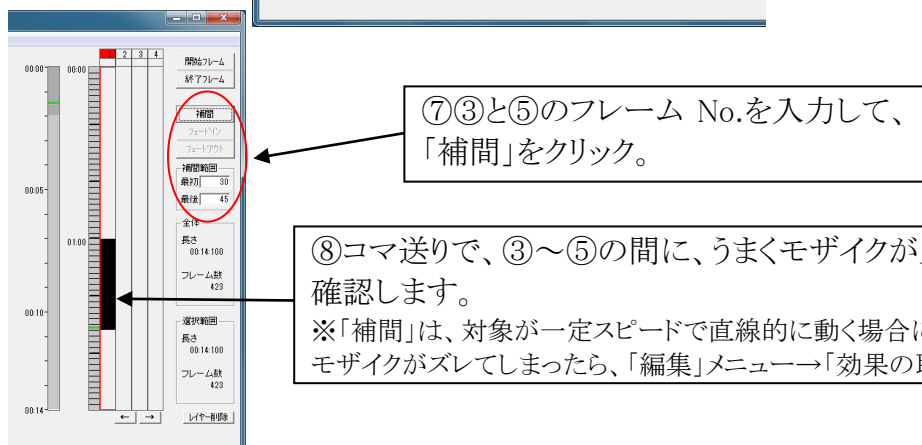 1 2 3 4
00:00
00:00
00:05
01:00
00:10
00:14
開始フレーム
終了フレーム
補間
フェードイン
フェードアウト
補間範囲
最初 30
最後 45
全体
長さ
00:14:100
フレーム数
423
選択範囲
長さ
00:14:100
フレーム数
423
← →
レイヤー削除
⑦③と⑤のフレーム No.を入力して、
「補間」をクリック。
⑧コマ送りで、③～⑤の間に、うまくモザイクが
確認します。
※「補間」は、対象が一定スピードで直線的に動く場合に
モザイクがズレてしまったら、「編集」メニュー→「効果の